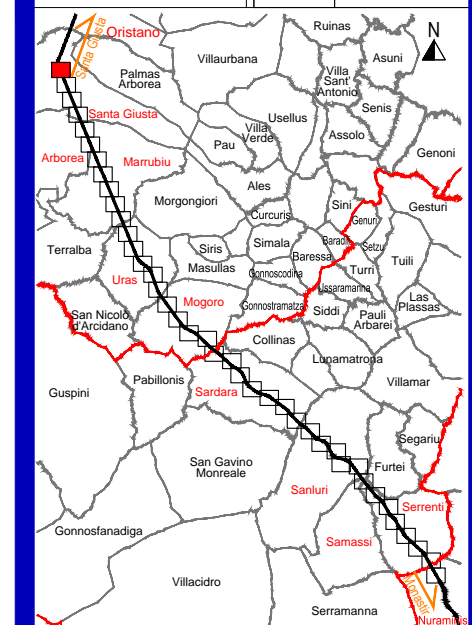 Ruinas
N
Oristano
Santa Giusta
Villaurbana
Asuni
Palmas
Arborea
Villa
Sant'
Antonio
Senis
Santa Giusta
Usellus
Villa
Verde
Assolo
Pau
Genoni
Arborea
Marrubiu
Ales
Morgongiori
Sini
Gesturi
Curcuris
Genuri
Terralba
Siris
Simala
Baradili
Setzu
Baressa
Tuili
Masullas
Gonnoscodina
Turri
Uras
Ussaramanna
Mogoro
Gonnostramatza
Siddi
Las
Plassas
San Nicolò
d'Arcidano
Pauli
Arbarei
Collinas
Lunamatrona
Guspini
Pabillonis
Villamar
Sardara
Segariu
San Gavino
Monreale
Furtei
Sanluri
Serrenti
Gonnosfanadiga
Samassi
Villacidro
Monastir
Serramanna
Nuraminis